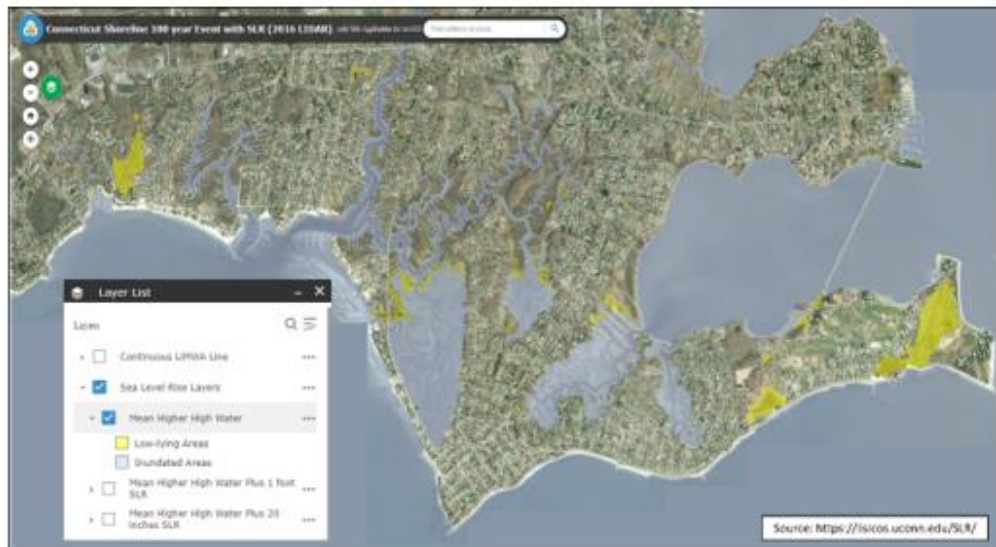 Connecticut Shoreline 100 year Event with SLR (2016 LIDAR)
Layer List
Layers
Continuous LiMWA Line
Sea Level Rise Layers
Mean Higher High Water
Low-lying Areas
Inundated Areas
Mean Higher High Water Plus 1 foot
SLR
Mean Higher High Water Plus 20
inches SLR
Source: https://lisicos.uconn.edu/SLR/